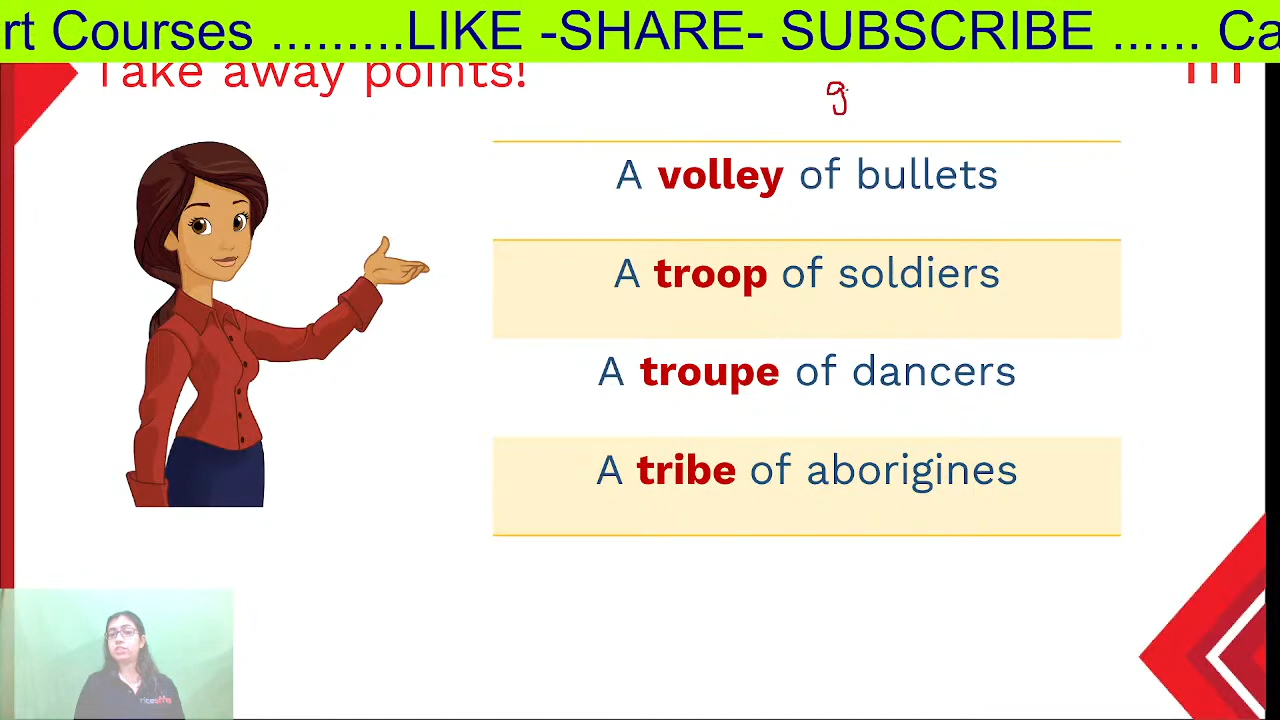 rt Courses .........LIKE -SHARE- SUBSCRIBE ...... Ca
Take away points!
g
A volley of bullets
A troop of soldiers
A troupe of dancers
A tribe of aborigines